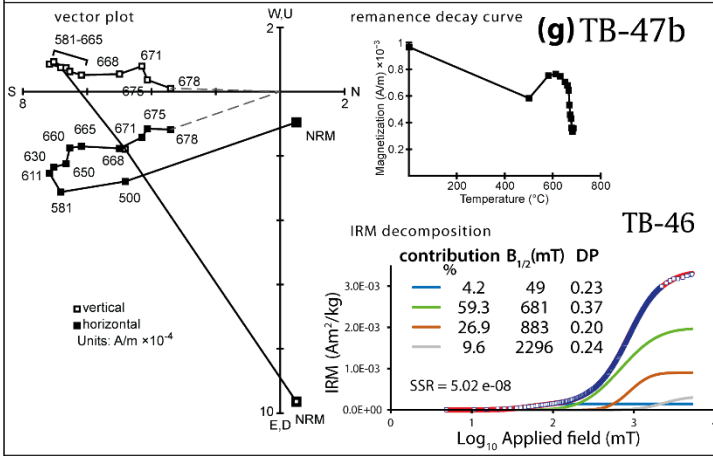 vector plot
W,U
2
581-665
668
671
675
678
S
8
2
N
660
665
671
675
678
668
630
650
611
581
500
NRM
vertical
horizontal
Units: A/m ×10⁻⁴
10
E,D
NRM
remanence decay curve
(g) TB-47b
Magnetization (A/m) ×10⁻³
1
0.8
0.6
0.4
0.2
200
400
600
800
Temperature (°C)
TB-46
IRM decomposition
contribution B₁/₂(mT) DP
%
4.2 49 0.23
59.3 681 0.37
26.9 883 0.20
9.6 2296 0.24
SSR = 5.02 e-08
IRM (Am²/kg)
3.0E-03
2.0E-03
1.0E-03
0.0E+00
0
1
2
3
Log₁₀ Applied field (mT)